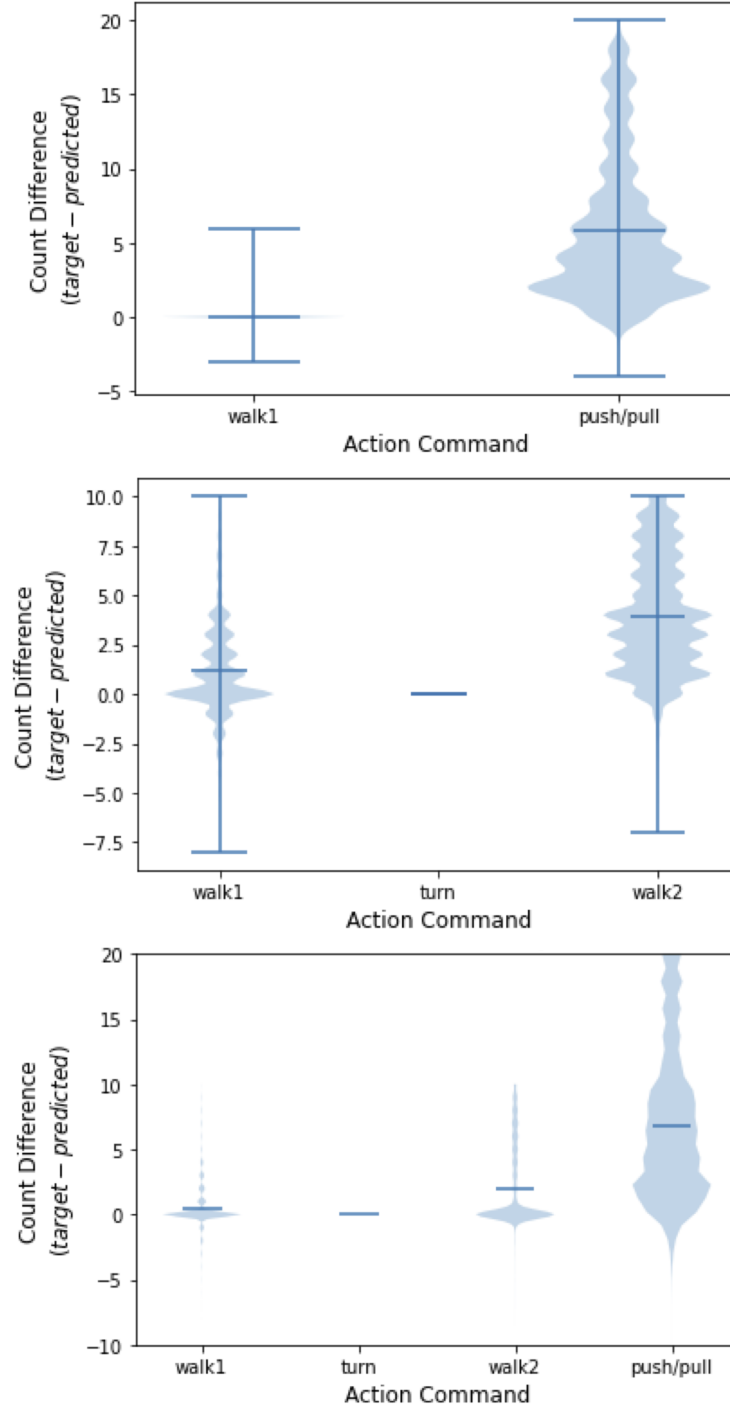 20
15
10
5
0
−5
Count Difference
(target − predicted)
walk1 push/pull
Action Command
10.0
7.5
5.0
2.5
0.0
−2.5
−5.0
−7.5
Count Difference
(target − predicted)
walk1 turn walk2
Action Command
20
15
10
5
0
−5
−10
Count Difference
(target − predicted)
walk1 turn walk2 push/pull
Action Command